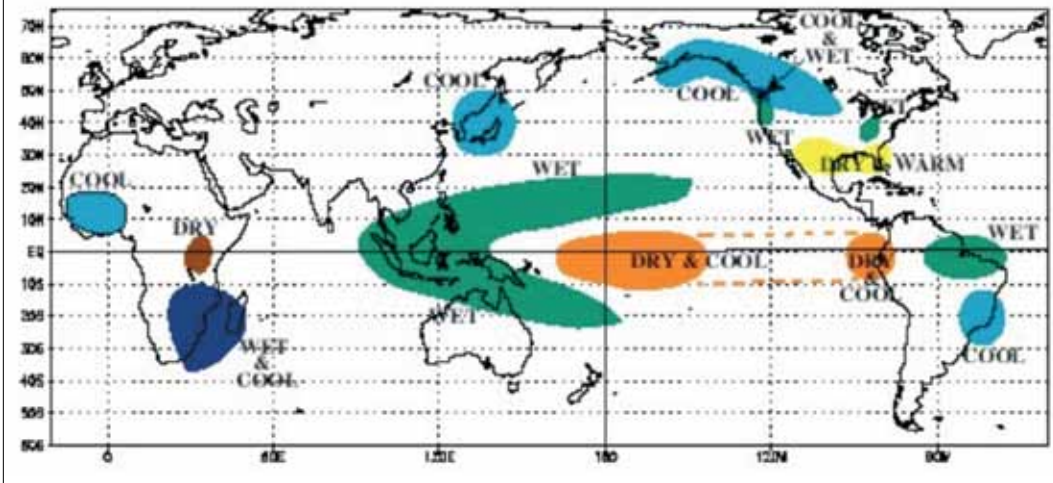 COOL
&
WET
70N
60N
50N
40N
30N
20N
10N
EQ
10S
20S
30S
40S
50S
60S
COOL
COOL
WET
WET
DRY & WARM
COOL
WET
DRY
DRY & COOL
DRY
&
COOL
WET
WET
WET
&
COOL
COOL
0
60E
120E
180
120W
60W